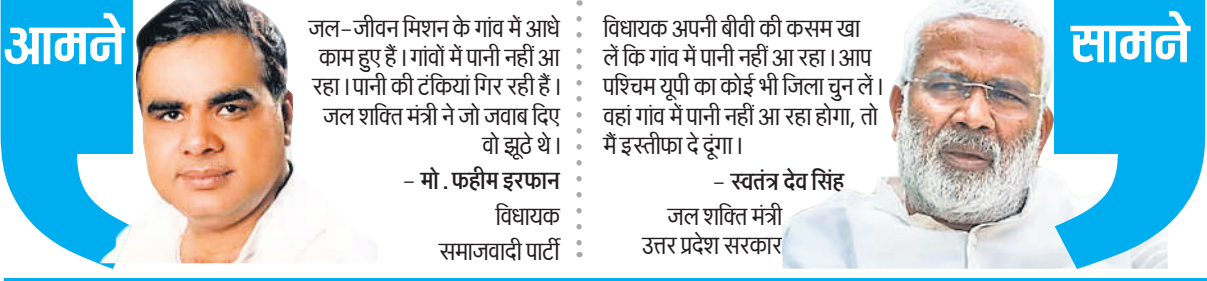 आमने
जल-जीवन मिशन के गांव में आधे
काम हुए हैं। गांवों में पानी नहीं आ
रहा। पानी की टंकियां गिर रही हैं।
जल शक्ति मंत्री ने जो जवाब दिए
वो झूठे थे।
- मो. फहीम इरफान
विधायक
समाजवादी पार्टी
सामने
विधायक अपनी बीवी की कसम खा
लें कि गांव में पानी नहीं आ रहा। आप
पश्चिम यूपी का कोई भी जिला चुन लें।
वहां गांव में पानी नहीं आ रहा होगा, तो
मैं इस्तीफा दे दूंगा।
- स्वतंत्र देव सिंह
जल शक्ति मंत्री
उत्तर प्रदेश सरकार